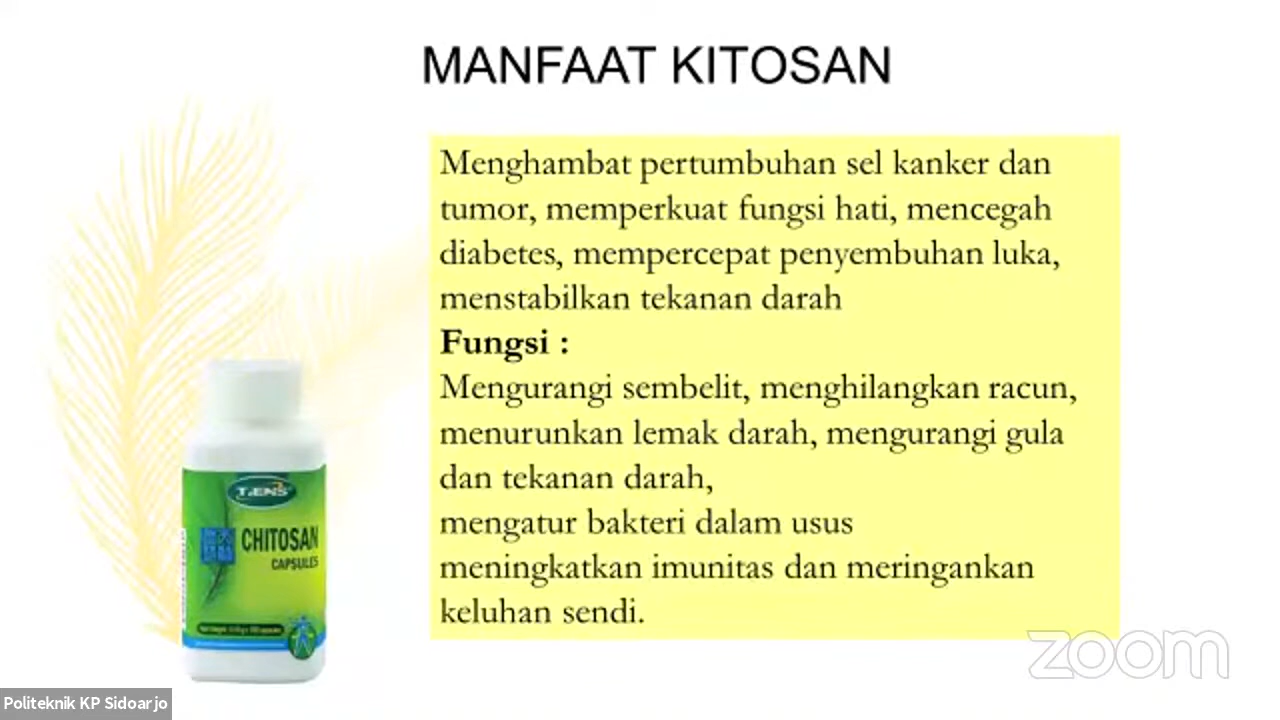 MANFAAT KITOSAN
Menghambat pertumbuhan sel kanker dan
tumor, memperkuat fungsi hati, mencegah
diabetes, mempercepat penyembuhan luka,
menstabilkan tekanan darah
Fungsi :
Mengurangi sembelit, menghilangkan racun,
menurunkan lemak darah, mengurangi gula
dan tekanan darah,
mengatur bakteri dalam usus
meningkatkan imunitas dan meringankan
keluhan sendi.
TIENS
CHITOSAN
CAPSULES
zoom
Politeknik KP Sidoarjo